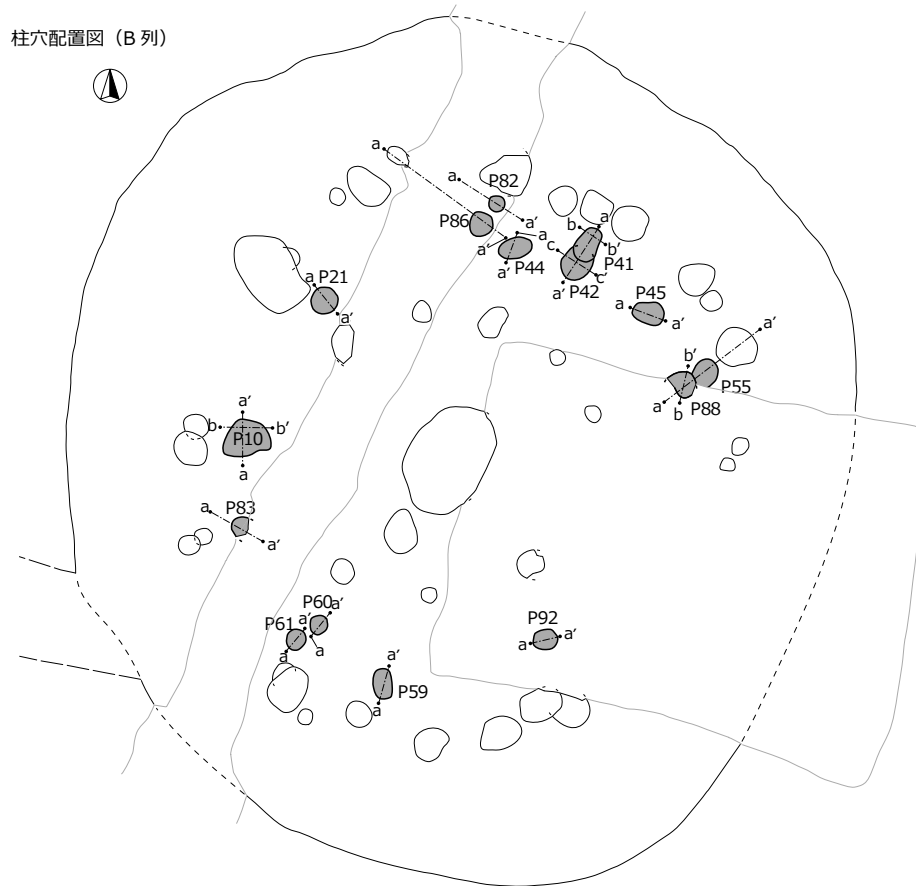 柱穴配置図（B 列）
a
a
P82
P86
a′
a
b
a
a′
P44
a′
c
b′
P41
c′
a′
P42
a
P21
a′
a
P45
a′
a′
b′
P55
a
b
P88
a′
b
b′
P10
a
a
P83
a′
P60
a′
P61
a′
a
a
P92
a
a′
a′
P59
a